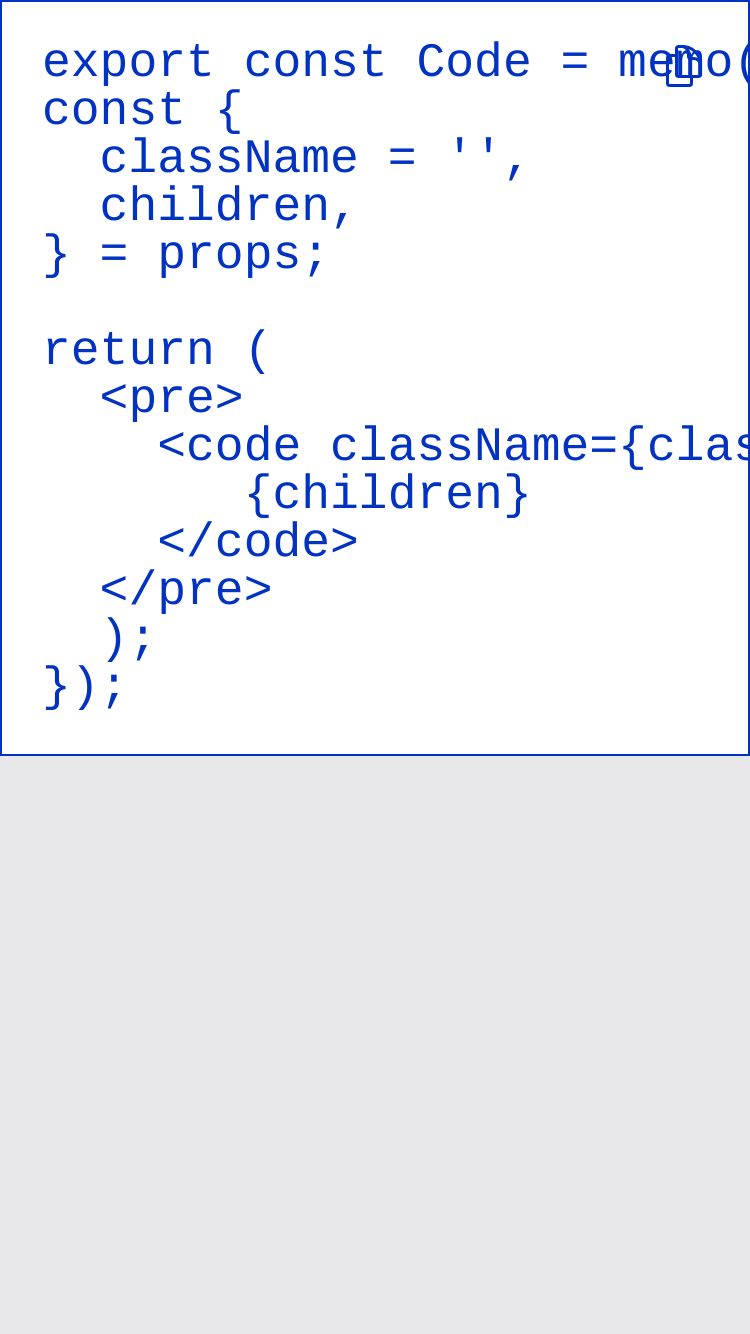 export const Code = memo(
const {
  className = '',
  children,
} = props;

return (
  <pre>
    <code className={clas
       {children}
    </code>
  </pre>
  );
});